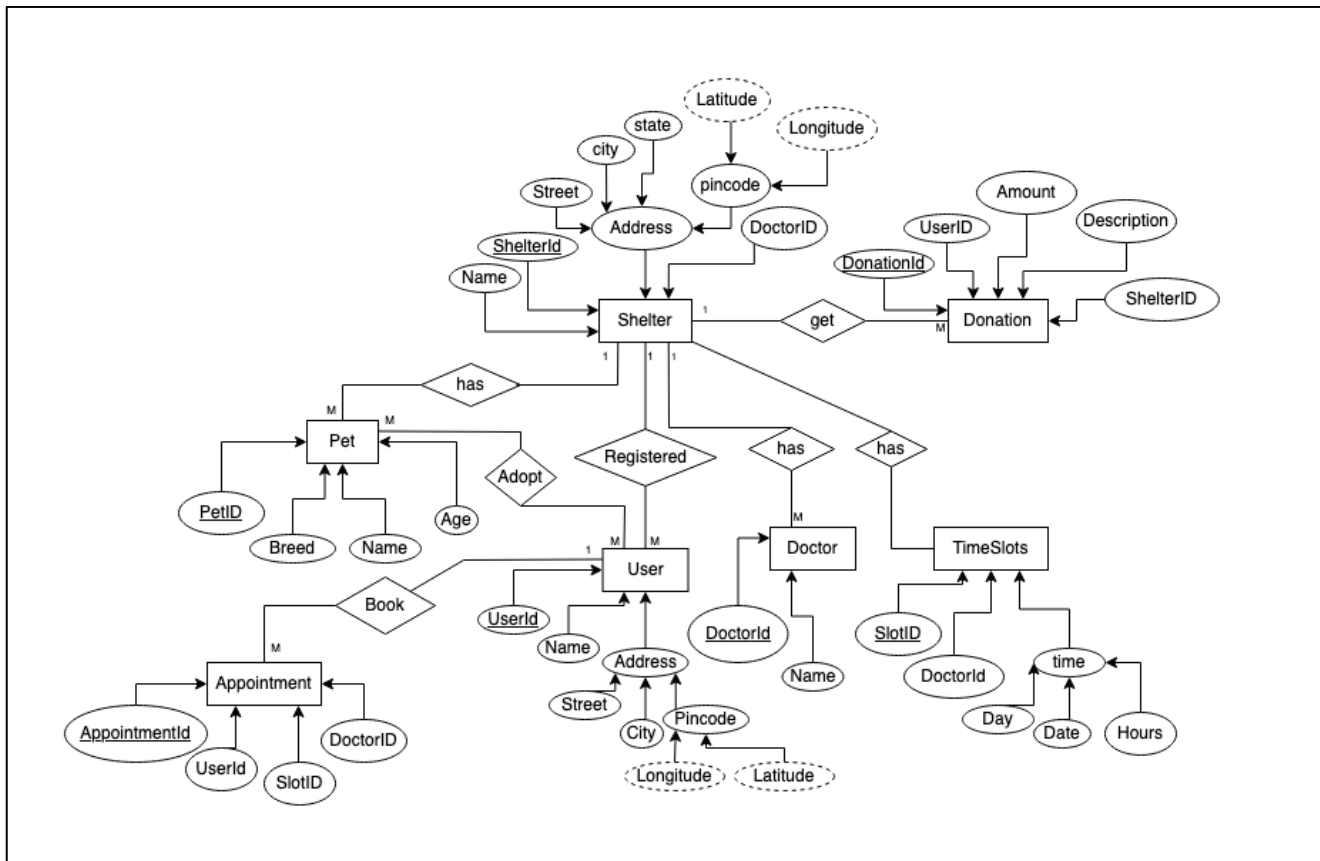 Latitude
Longitude
state
city
Street
pincode
Address
DoctorID
ShelterId
Name
Amount
UserID
Description
DonationId
ShelterID
Shelter
1
get
M
Donation
1
1
1
has
M
M
Pet
Registered
has
has
Adopt
PetID
Breed
Name
Age
M
M
M
1
User
Doctor
TimeSlots
Book
UserId
Name
DoctorId
SlotID
M
Address
Name
DoctorId
time
Appointment
Street
City
Pincode
Day
Date
Hours
AppointmentId
UserId
SlotID
DoctorID
Longitude
Latitude